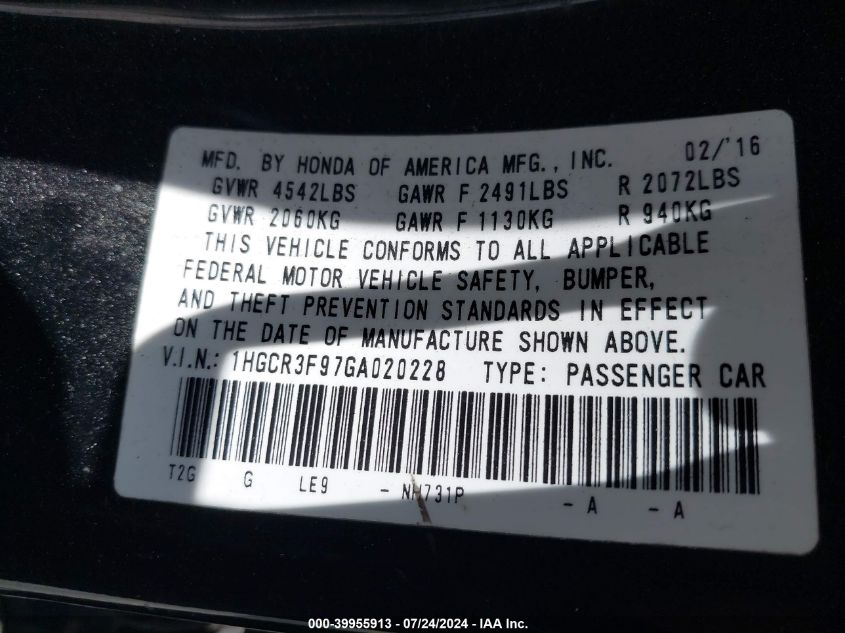 MFD. BY HONDA OF AMERICA MFG., INC. 02/'16
GVWR 4542LBS GAWR F 2491LBS R 2072LBS
GVWR 2060KG GAWR F 1130KG R 940KG
THIS VEHICLE CONFORMS TO ALL APPLICABLE
FEDERAL MOTOR VEHICLE SAFETY, BUMPER,
AND THEFT PREVENTION STANDARDS IN EFFECT
ON THE DATE OF MANUFACTURE SHOWN ABOVE.
V.I.N.: 1HGCR3F97GA020228 TYPE: PASSENGER CAR
T2G G LE9 - NH731P - A - A
000-39955913 - 07/24/2024 - IAA Inc.